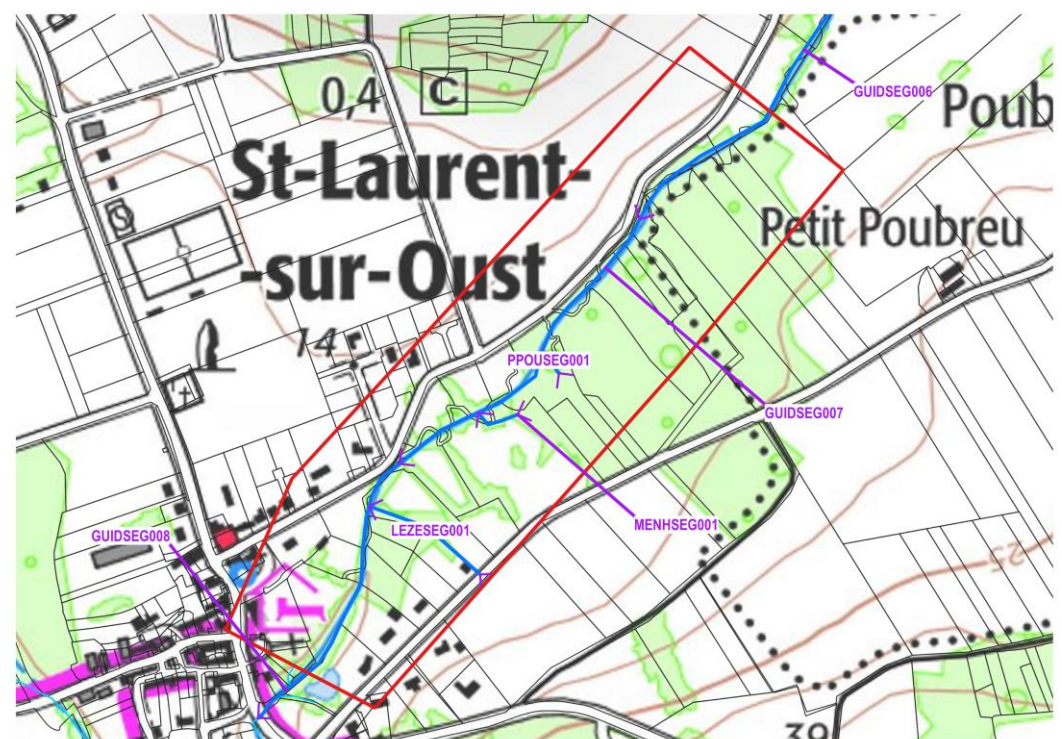 GUIDSEG006
0,4
C
Poub
St-Laurent-
-sur-Oust
Petit Poubreu
14
PPOUSEG001
GUIDSEG007
MENHSEG001
LEZESEG001
GUIDSEG008
25
39